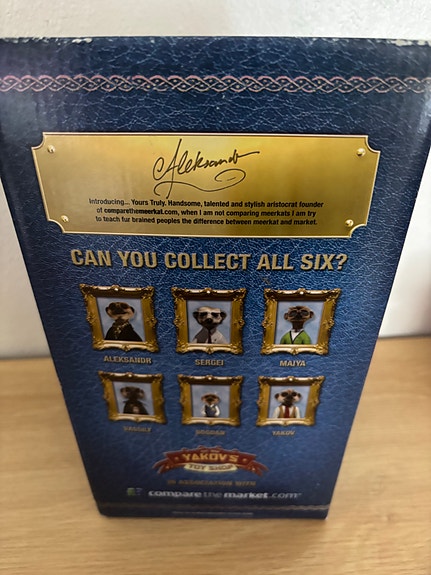 Aleksandr
Introducing... Yours Truly. Handsome, talented and stylish aristocrat founder
of comparethemeerkat.com, when I am not comparing meerkats I am try
to teach fur brained peoples the difference between meerkat and market.
CAN YOU COLLECT ALL SIX?
ALEKSANDR SERGEI MAIYA
VASSILY BOGDAN YAKOV
YAKOV'S
TOY SHOP
IN ASSOCIATION WITH
comparethemarket.com